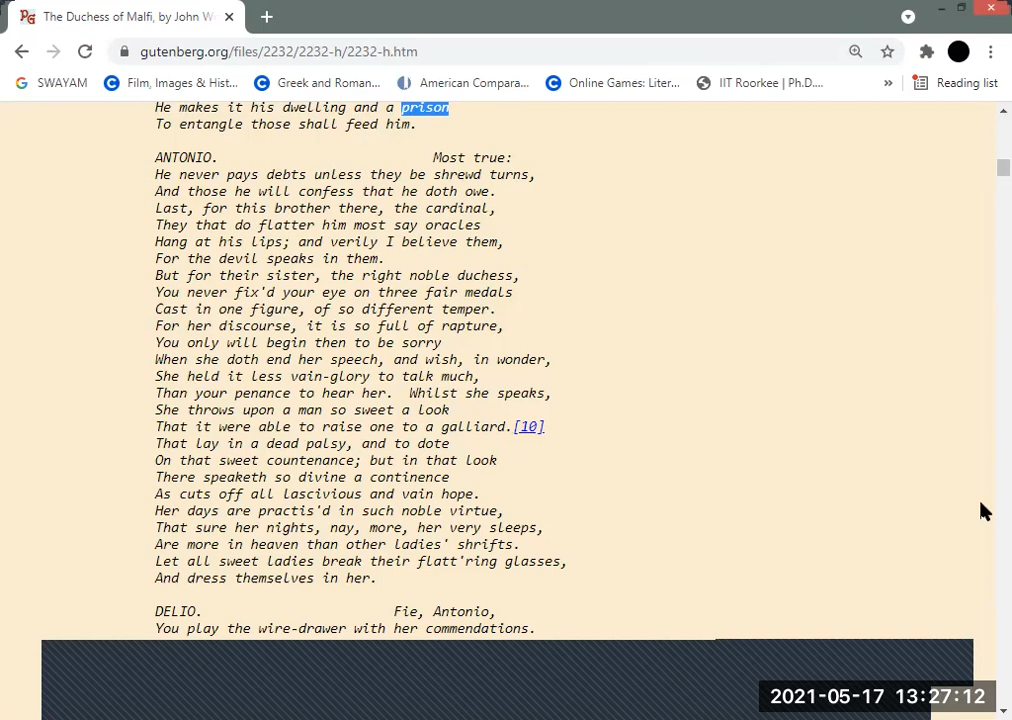 The Duchess of Malfi, by John W
gutenberg.org/files/2232/2232-h/2232-h.htm
SWAYAM
Film, Images & Hist...
Greek and Roman...
American Compara...
Online Games: Liter...
IIT Roorkee | Ph.D....
»
Reading list
He makes it his dwelling and a prison
To entangle those shall feed him.
ANTONIO. Most true:
He never pays debts unless they be shrewd turns,
And those he will confess that he doth owe.
Last, for this brother there, the cardinal,
They that do flatter him most say oracles
Hang at his lips; and verily I believe them,
For the devil speaks in them.
But for their sister, the right noble duchess,
You never fix'd your eye on three fair medals
Cast in one figure, of so different temper.
For her discourse, it is so full of rapture,
You only will begin then to be sorry
When she doth end her speech, and wish, in wonder,
She held it less vain-glory to talk much,
Than your penance to hear her. Whilst she speaks,
She throws upon a man so sweet a look
That it were able to raise one to a galliard.[10]
That lay in a dead palsy, and to dote
On that sweet countenance; but in that look
There speaketh so divine a continence
As cuts off all lascivious and vain hope.
Her days are practis'd in such noble virtue,
That sure her nights, nay, more, her very sleeps,
Are more in heaven than other ladies' shrifts.
Let all sweet ladies break their flatt'ring glasses,
And dress themselves in her.
DELIO. Fie, Antonio,
You play the wire-drawer with her commendations.
2021-05-17 13:27:12